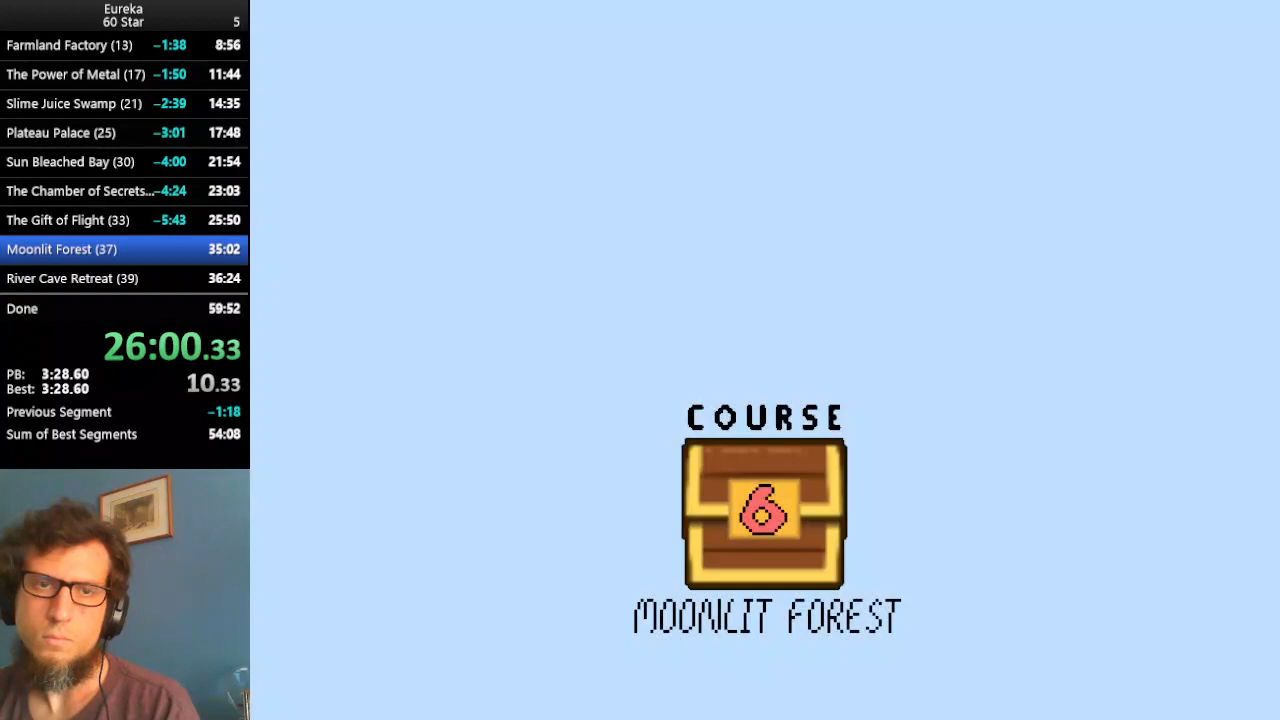 Eureka
60 Star 5
Farmland Factory (13) -1:38 8:56
The Power of Metal (17) -1:50 11:44
Slime Juice Swamp (21) -2:39 14:35
Plateau Palace (25) -3:01 17:48
Sun Bleached Bay (30) -4:00 21:54
The Chamber of Secrets... -4:24 23:03
The Gift of Flight (33) -5:43 25:50
Moonlit Forest (37) 35:02
River Cave Retreat (39) 36:24
Done 59:52
26:00.33
PB: 3:28.60
Best: 3:28.60
10.33
Previous Segment -1:18
Sum of Best Segments 54:08
COURSE
6
MOONLIT FOREST